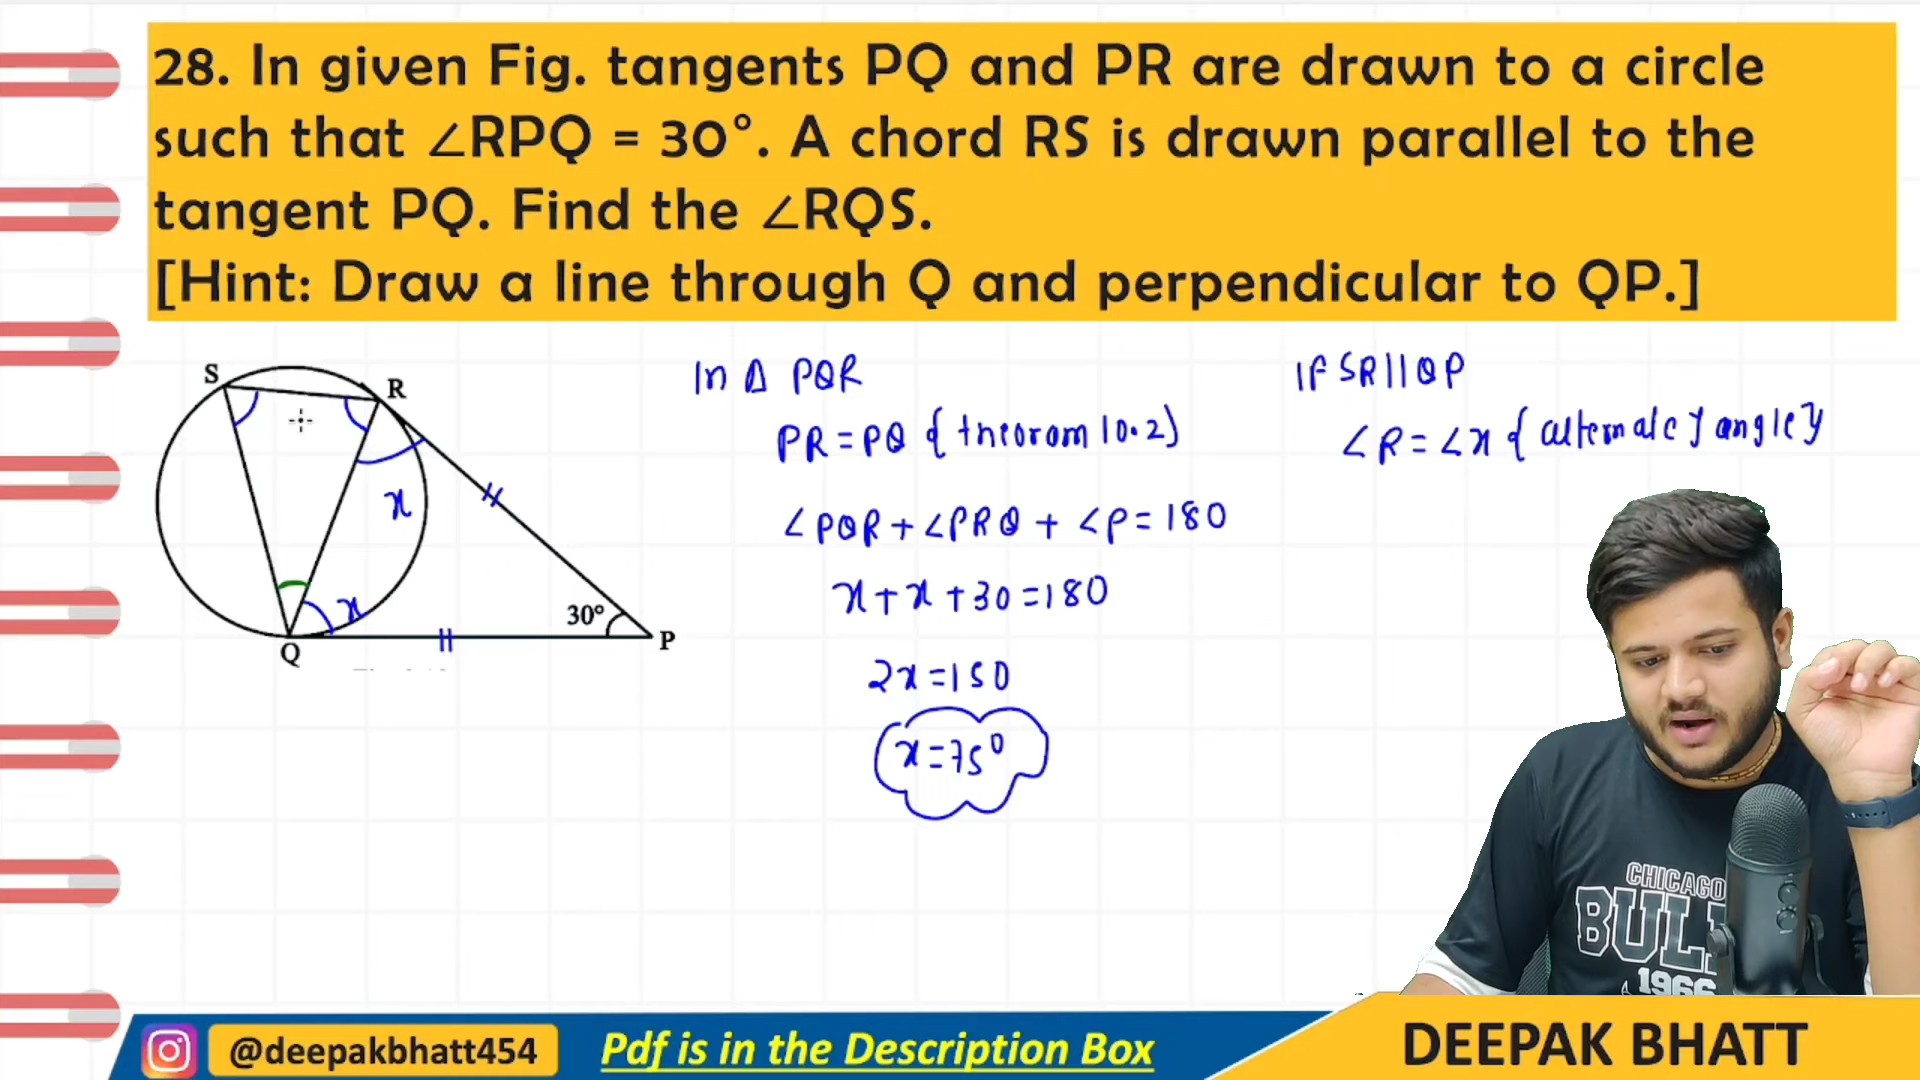 28. In given Fig. tangents PQ and PR are drawn to a circle
such that ∠RPQ = 30°. A chord RS is drawn parallel to the
tangent PQ. Find the ∠RQS.
[Hint: Draw a line through Q and perpendicular to QP.]
S
R
x
x
30°
Q
P
In Δ PQR
PR = PQ { theorom 10.2}
∠PQR + ∠PRQ + ∠P = 180
x + x + 30 = 180
2x = 150
x = 75°
IF SR || QP
∠R = ∠x {
angle}
CHICAGO
BULL
1966
@deepakbhatt454
Pdf is in the Description Box
DEEPAK BHATT